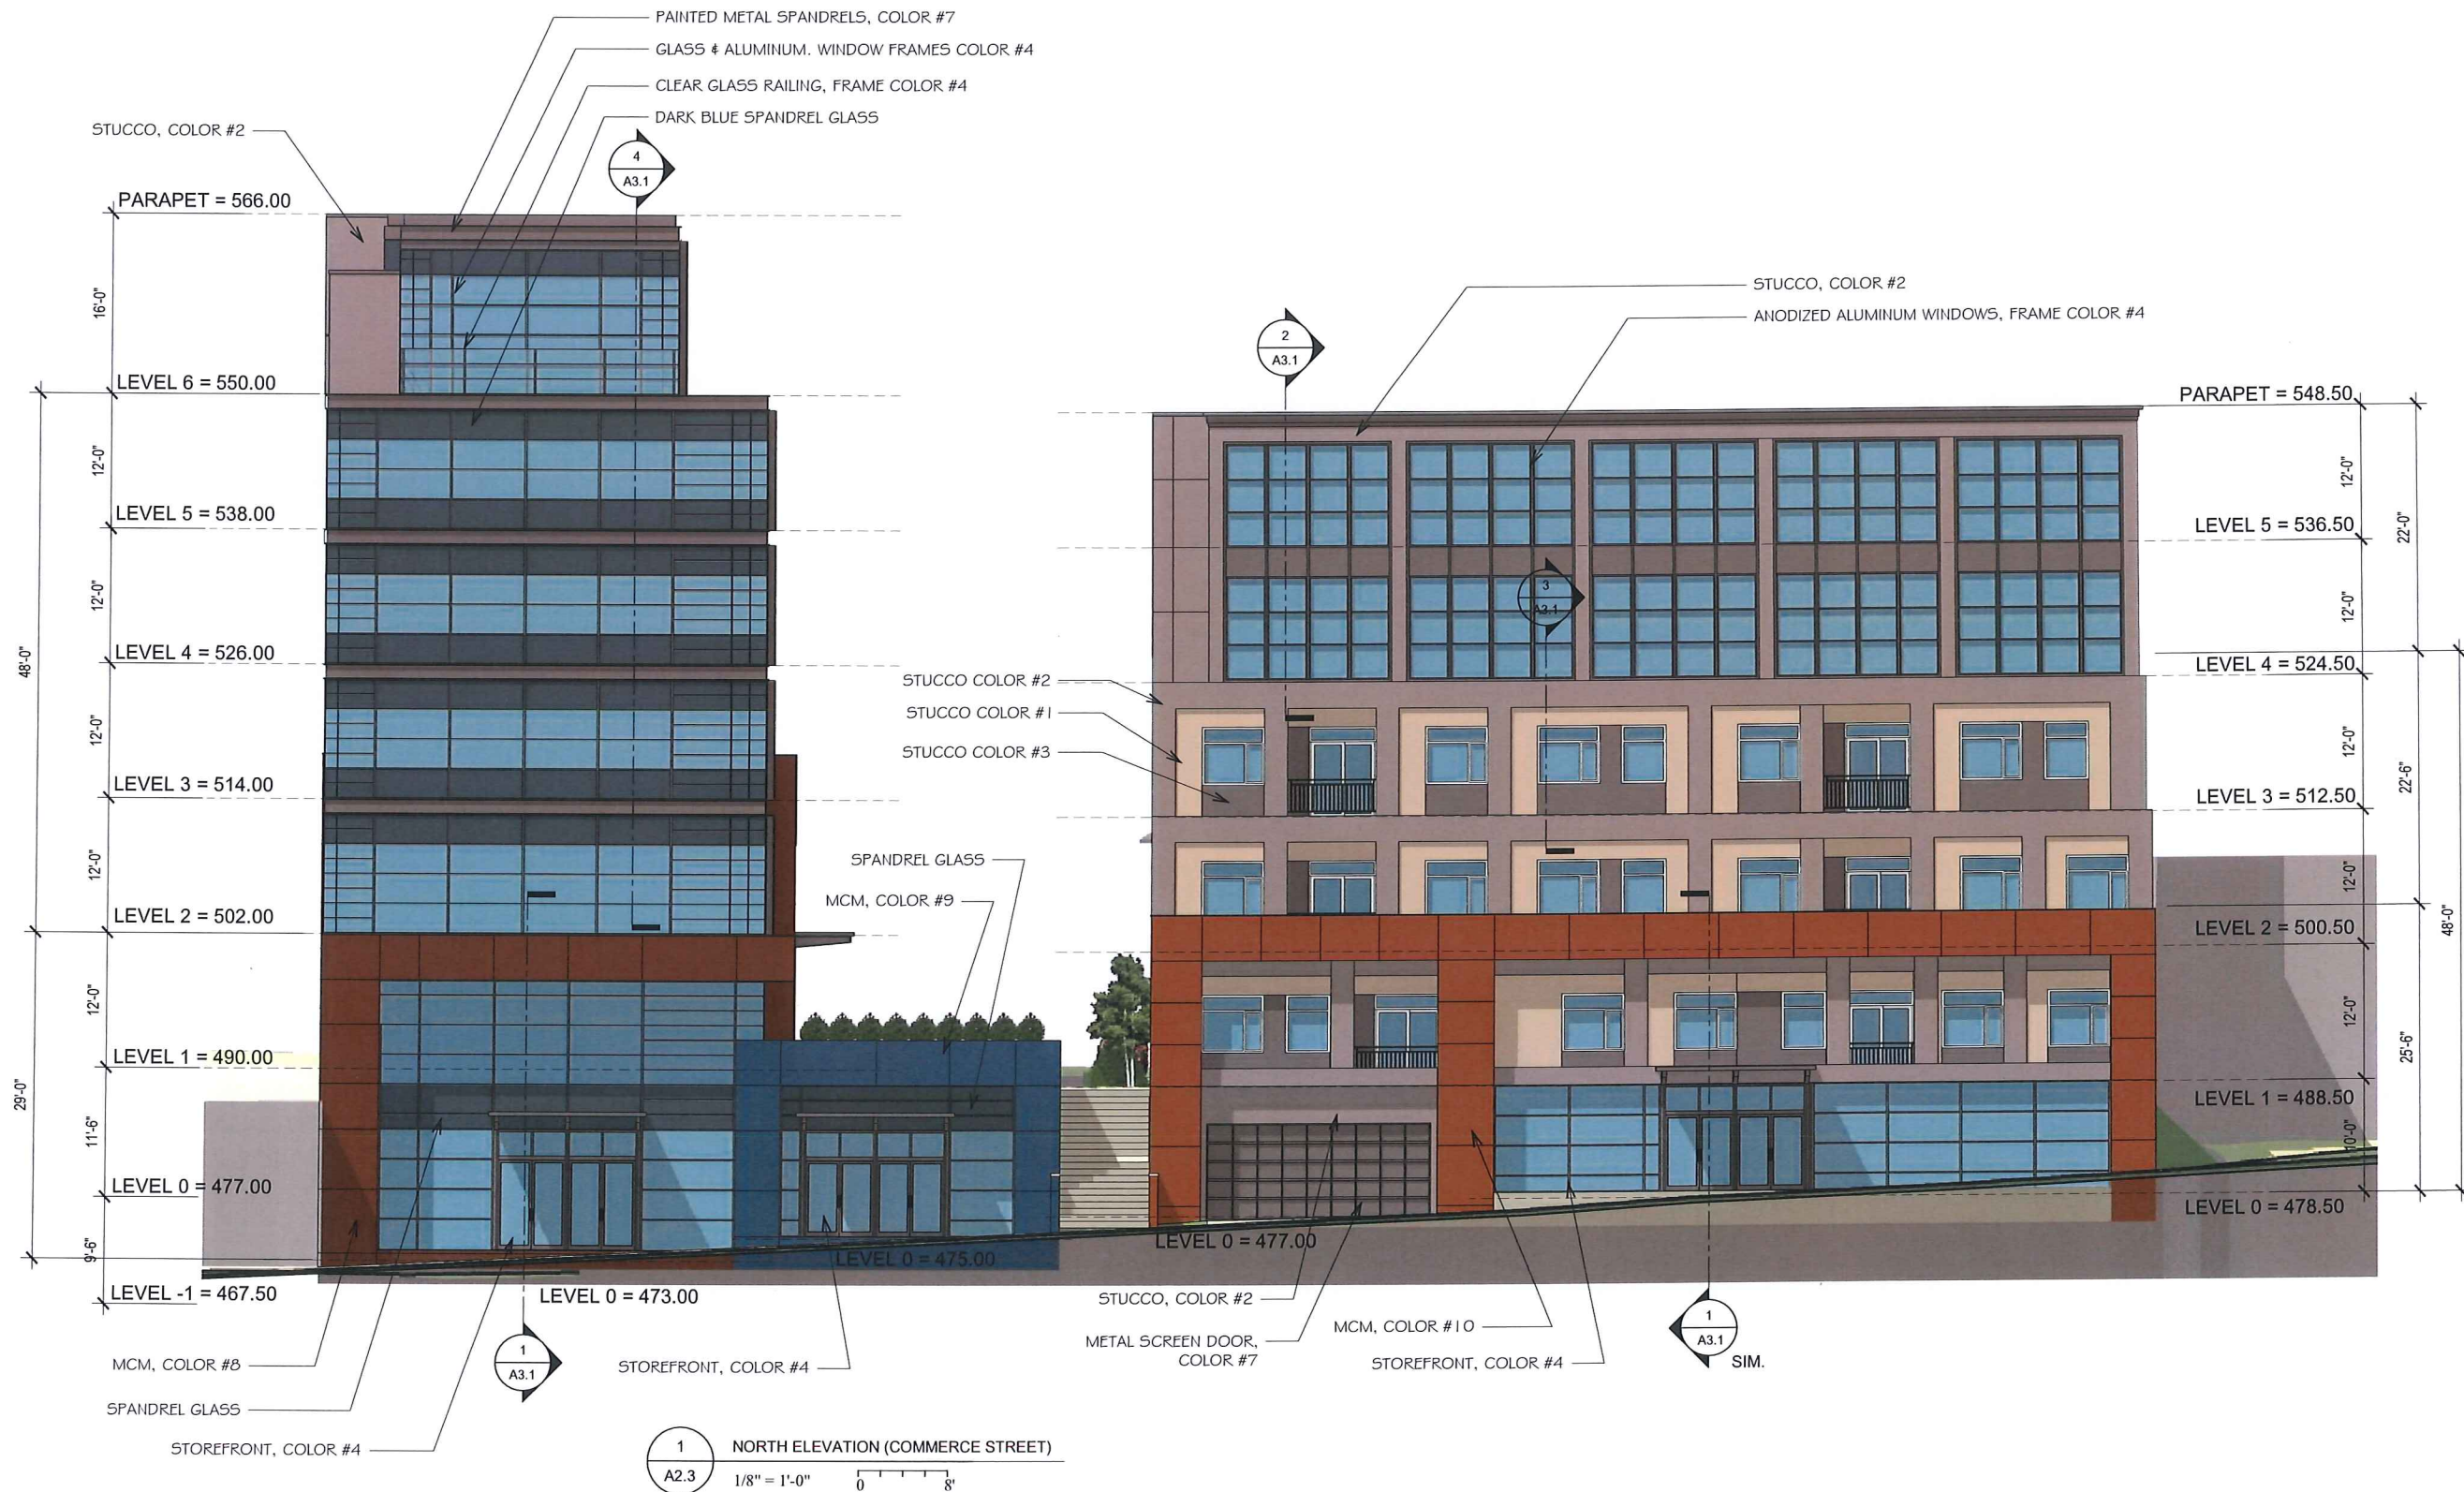 PAINTED METAL SPANDRELS, COLOR #7
GLASS & ALUMINUM. WINDOW FRAMES COLOR #4
CLEAR GLASS RAILING, FRAME COLOR #4
DARK BLUE SPANDREL GLASS
STUCCO, COLOR #2
4
A3.1
PARAPET = 566.00
16'-0"
LEVEL 6 = 550.00
12'-0"
LEVEL 5 = 538.00
12'-0"
48'-0"
LEVEL 4 = 526.00
12'-0"
LEVEL 3 = 514.00
12'-0"
LEVEL 2 = 502.00
12'-0"
LEVEL 1 = 490.00
29'-0"
11'-6"
LEVEL 0 = 477.00
9'-6"
LEVEL -1 = 467.50
SPANDREL GLASS
MCM, COLOR #9
LEVEL 0 = 475.00
LEVEL 0 = 473.00
MCM, COLOR #8
SPANDREL GLASS
STOREFRONT, COLOR #4
1
A3.1
STOREFRONT, COLOR #4
STUCCO, COLOR #2
ANODIZED ALUMINUM WINDOWS, FRAME COLOR #4
2
A3.1
3
A3.1
PARAPET = 548.50
12'-0"
LEVEL 5 = 536.50
22'-0"
12'-0"
LEVEL 4 = 524.50
STUCCO COLOR #2
STUCCO COLOR #1
STUCCO COLOR #3
12'-0"
22'-6"
LEVEL 3 = 512.50
12'-0"
LEVEL 2 = 500.50
48'-0"
12'-0"
25'-6"
LEVEL 1 = 488.50
10'-0"
LEVEL 0 = 478.50
LEVEL 0 = 477.00
STUCCO, COLOR #2
METAL SCREEN DOOR,
COLOR #7
MCM, COLOR #10
STOREFRONT, COLOR #4
1
A3.1
SIM.
1
A2.3
NORTH ELEVATION (COMMERCE STREET)
1/8" = 1'-0"
0 8'